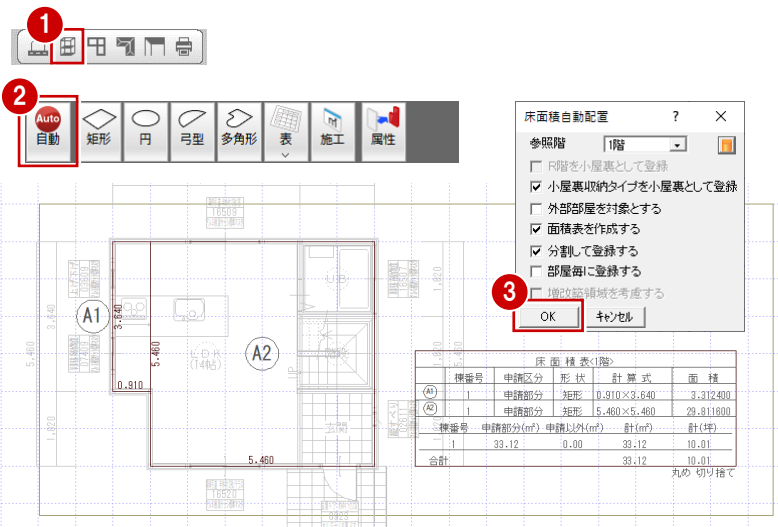 1
2
Auto
自動
矩形
円
弓型
多角形
表
施工
属性
床面積自動配置 ? ×
参照階 1階
R階を小屋裏として登録
小屋裏収納タイプを小屋裏として登録
外部部屋を対象とする
面積表を作成する
分割して登録する
部屋毎に登録する
増改築領域を考慮する
3
OK キャンセル
16509
A1
3.640
5.460
0.910
LDR
(14帖)
A2
UB
UP
玄関
5.460
16520
3,640
5,460
1,820
1,820
床 面 積 表<1階>
棟番号 申請区分 形 状 計 算 式 面 積
A1 1 申請部分 矩形 0.910×3.640 3.312400
A2 1 申請部分 矩形 5.460×5.460 29.811600
棟番号 申請部分(㎡) 申請以外(㎡) 計(㎡) 計(坪)
1 33.12 0.00 33.12 10.01
合計 33.12 10.01
丸め 切り捨て